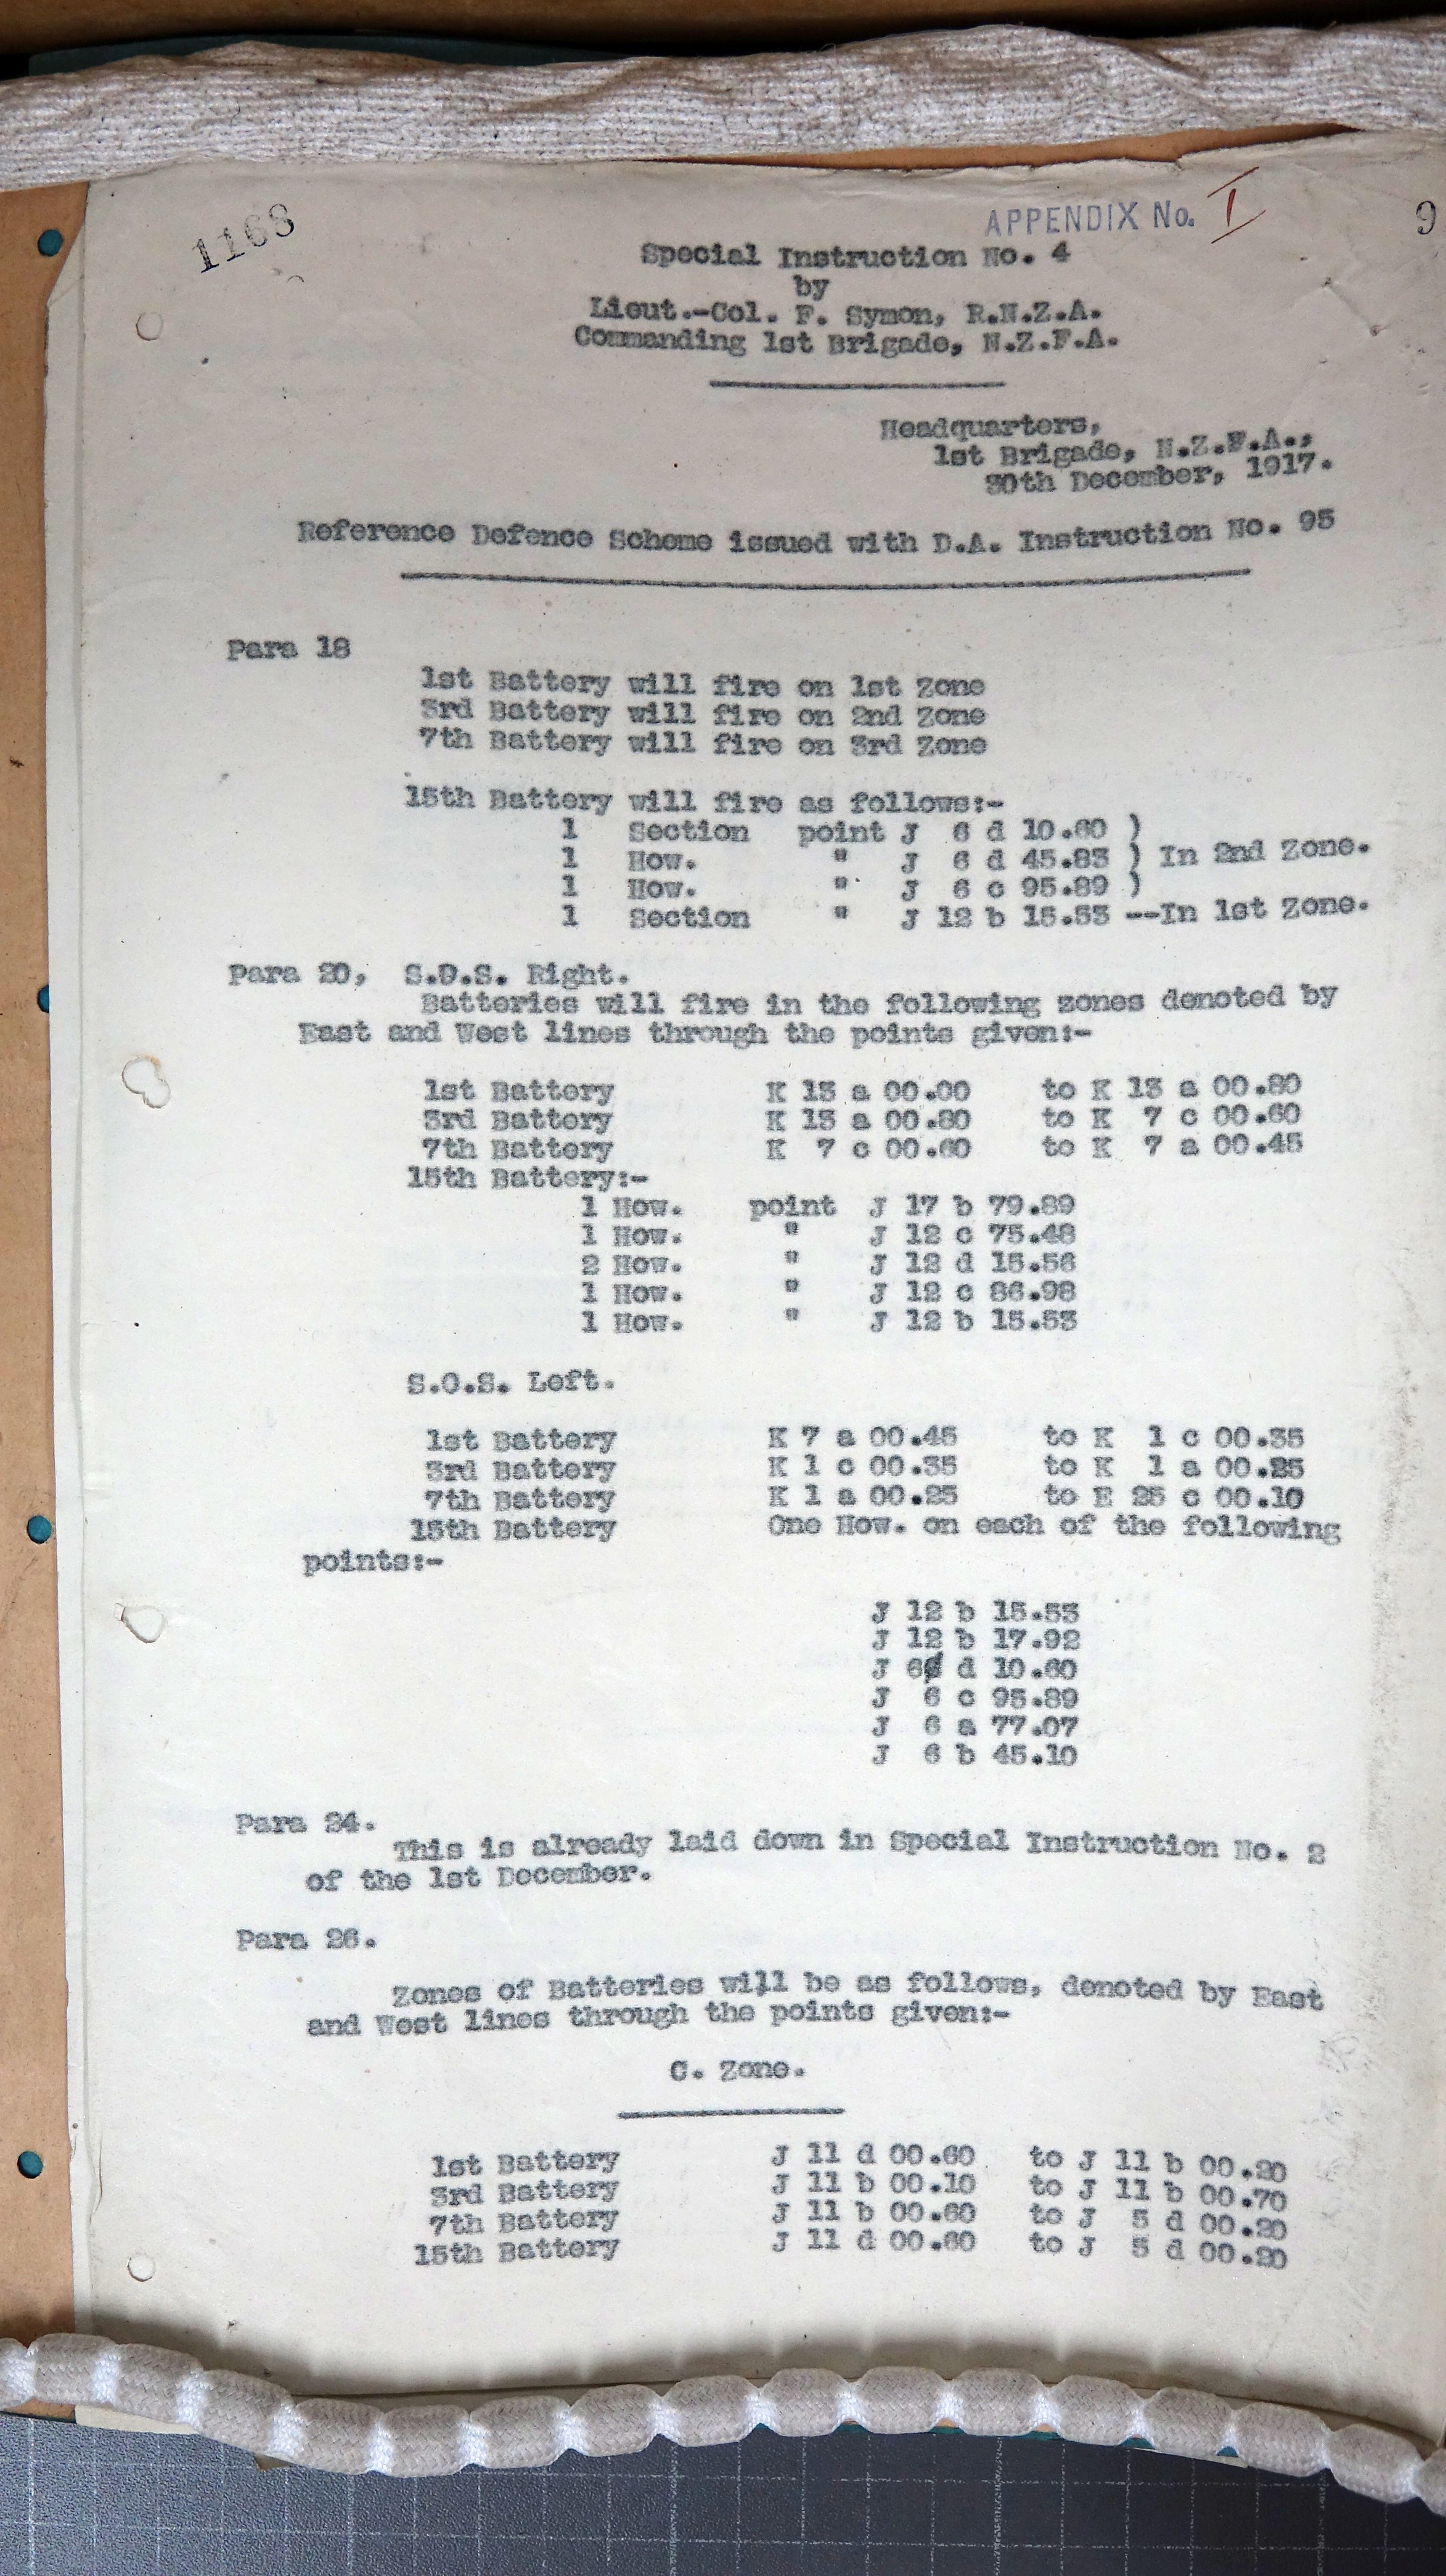 1168
APPENDIX No. I
9
Special Instruction No. 4
by
Lieut.-Col. F. Symon, R.N.Z.A.
Commanding 1st Brigade, N.Z.F.A.
Headquarters,
1st Brigade, N.Z.F.A.,
30th December, 1917.
Reference Defence Scheme issued with D.A. Instruction No. 95
Para 18
1st Battery will fire on 1st Zone
3rd Battery will fire on 2nd Zone
7th Battery will fire on 3rd Zone
15th Battery will fire as follows:-
1 Section point J 6 d 10.60 )
1 How. " J 6 d 45.83 ) In 2nd Zone.
1 How. " J 6 c 95.89 )
1 Section " J 12 b 15.53 --In 1st Zone.
Para 20, S.O.S. Right.
Batteries will fire in the following zones denoted by
East and West lines through the points given:-
1st Battery K 13 a 00.00 to K 13 a 00.80
3rd Battery K 13 a 00.80 to K 7 c 00.60
7th Battery K 7 c 00.60 to K 7 a 00.45
15th Battery:-
1 How. point J 17 b 79.89
1 How. " J 12 c 75.48
2 How. " J 12 d 15.56
1 How. " J 12 c 86.98
1 How. " J 12 b 15.53
S.O.S. Left.
1st Battery K 7 a 00.45 to K 1 c 00.35
3rd Battery K 1 c 00.35 to K 1 a 00.25
7th Battery K 1 a 00.25 to E 25 c 00.10
15th Battery One How. on each of the following
points:-
J 12 b 15.53
J 12 b 17.92
J 6 d 10.60
J 6 c 95.89
J 6 a 77.07
J 6 b 45.10
Para 24.
This is already laid down in Special Instruction No. 2
of the 1st December.
Para 26.
Zones of Batteries will be as follows, denoted by East
and West lines through the points given:-
C. Zone.
1st Battery J 11 d 00.60 to J 11 b 00.20
3rd Battery J 11 b 00.10 to J 11 b 00.70
7th Battery J 11 b 00.60 to J 5 d 00.20
15th Battery J 11 d 00.60 to J 5 d 00.20